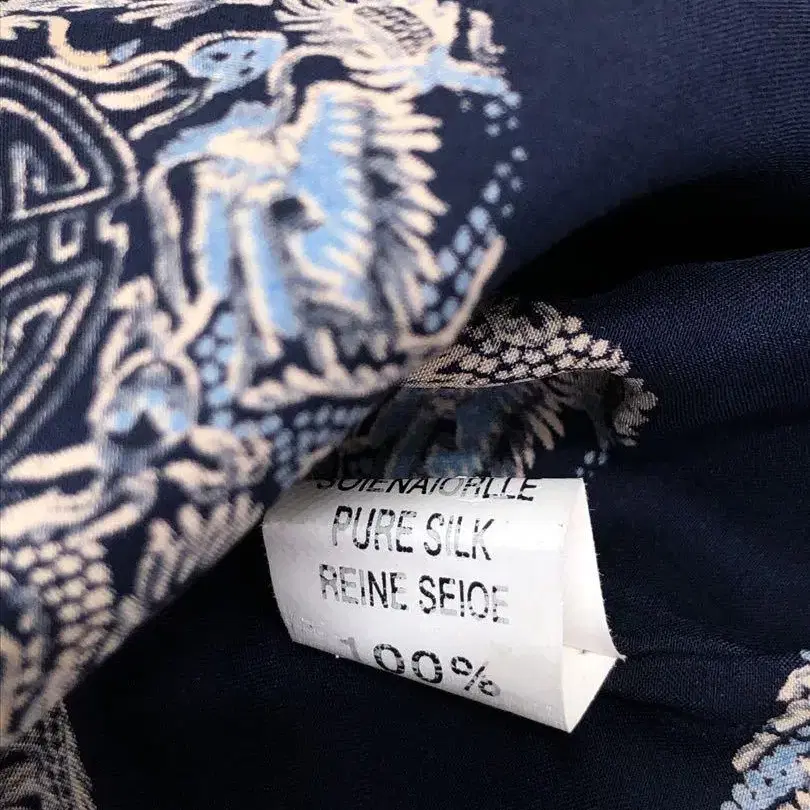 SOIENATORLLE
PURE SILK
REINE SEIOE
100%